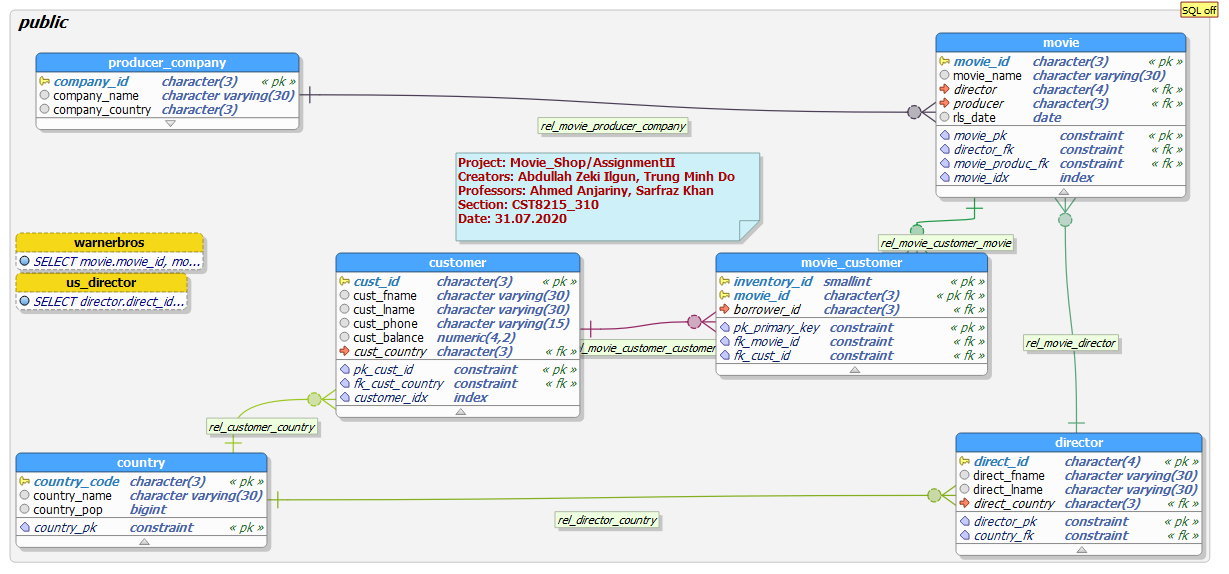 public
SQL off
producer_company
company_id character(3) « pk »
company_name character varying(30)
company_country character(3)
movie
movie_id character(3) « pk »
movie_name character varying(30)
director character(4) « fk »
producer character(3) « fk »
rls_date date
movie_pk constraint « pk »
director_fk constraint « fk »
movie_produc_fk constraint « fk »
movie_idx index
rel_movie_producer_company
Project: Movie_Shop/AssignmentII
Creators: Abdullah Zeki Ilgun, Trung Minh Do
Professors: Ahmed Anjariny, Sarfraz Khan
Section: CST8215_310
Date: 31.07.2020
warnerbros
SELECT movie.movie_id, mo...
us_director
SELECT director.direct_id...
rel_movie_customer_movie
customer
cust_id character(3) « pk »
cust_fname character varying(30)
cust_lname character varying(30)
cust_phone character varying(15)
cust_balance numeric(4,2)
cust_country character(3) « fk »
pk_cust_id constraint « pk »
fk_cust_country constraint « fk »
customer_idx index
movie_customer
inventory_id smallint « pk »
movie_id character(3) « pk fk »
borrower_id character(3) « fk »
pk_primary_key constraint « pk »
fk_movie_id constraint « fk »
fk_cust_id constraint « fk »
l_movie_customer_customer
rel_movie_director
rel_customer_country
country
country_code character(3) « pk »
country_name character varying(30)
country_pop bigint
country_pk constraint « pk »
rel_director_country
director
direct_id character(4) « pk »
direct_fname character varying(30)
direct_lname character varying(30)
direct_country character(3) « fk »
director_pk constraint « pk »
country_fk constraint « fk »